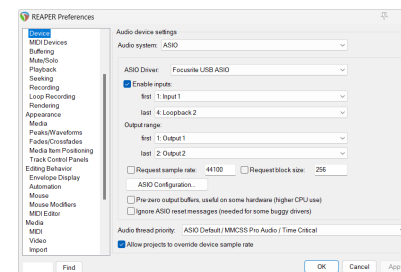 REAPER Preferences
Device
MIDI Devices
Buffering
Mute/Solo
Playback
Seeking
Recording
Loop Recording
Rendering
Appearance
Media
Peaks/Waveforms
Fades/Crossfades
Media Item Positioning
Track Control Panels
Editing Behavior
Envelope Display
Automation
Mouse
Mouse Modifiers
MIDI Editor
Media
MIDI
Video
Import
Find
Audio device settings
Audio system: ASIO
ASIO Driver: Focusrite USB ASIO
Enable inputs:
first 1: Input 1
last 4: Loopback 2
Output range:
first 1: Output 1
last 2: Output 2
Request sample rate: 44100 Request block size: 256
ASIO Configuration...
Pre-zero output buffers, useful on some hardware (higher CPU use)
Ignore ASIO reset messages (needed for some buggy drivers)
Audio thread priority: ASIO Default / MMCSS Pro Audio / Time Critical
Allow projects to override device sample rate
OK Cancel App